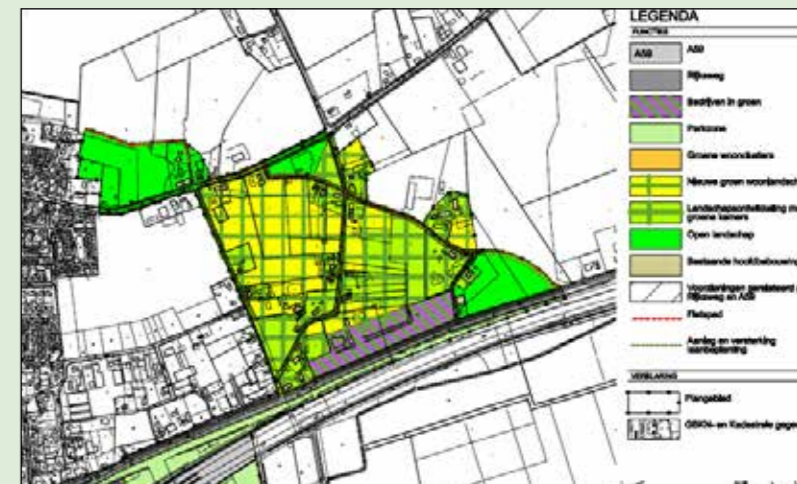 LEGENDA
FUNCTIES
A59 A59
Rijksweg
Bedrijven in groen
Parkzone
Groene woonclusters
Nieuwe groen woonlandsch
Landschapsontwikkeling m
groene kamers
Open landschap
Bestaande hoofdbebouwing
Voorzieningen gerelateerd
Rijksweg en A59
Fietspad
Aanleg en versterking
laanbeplanting
VERKLARING
Plangebied
GBKN- en Kadastrale gege